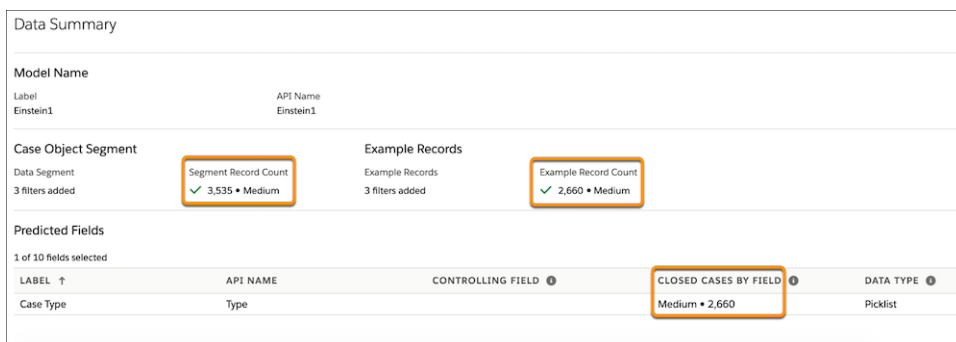 Data Summary
Model Name
Label API Name
Einstein1 Einstein1
Case Object Segment Example Records
Data Segment Segment Record Count Example Records Example Record Count
3 filters added ✓ 3,535 • Medium 3 filters added ✓ 2,660 • Medium
Predicted Fields
1 of 10 fields selected
LABEL ↑ API NAME CONTROLLING FIELD CLOSED CASES BY FIELD DATA TYPE
Case Type Type Medium • 2,660 Picklist